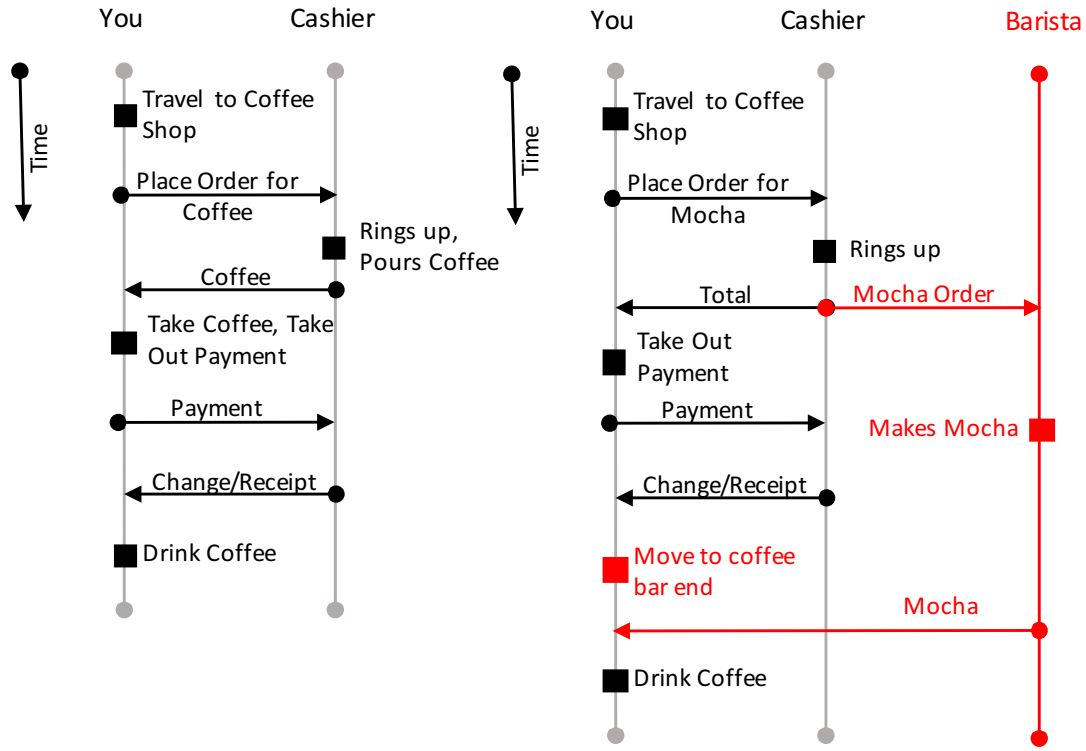 You
Cashier
Time
Travel to Coffee
Shop
Place Order for
Coffee
Rings up,
Pours Coffee
Coffee
Take Coffee, Take
Out Payment
Payment
Change/Receipt
Drink Coffee
You
Cashier
Barista
Time
Travel to Coffee
Shop
Place Order for
Mocha
Rings up
Total
Mocha Order
Take Out
Payment
Payment
Makes Mocha
Change/Receipt
Move to coffee
bar end
Mocha
Drink Coffee